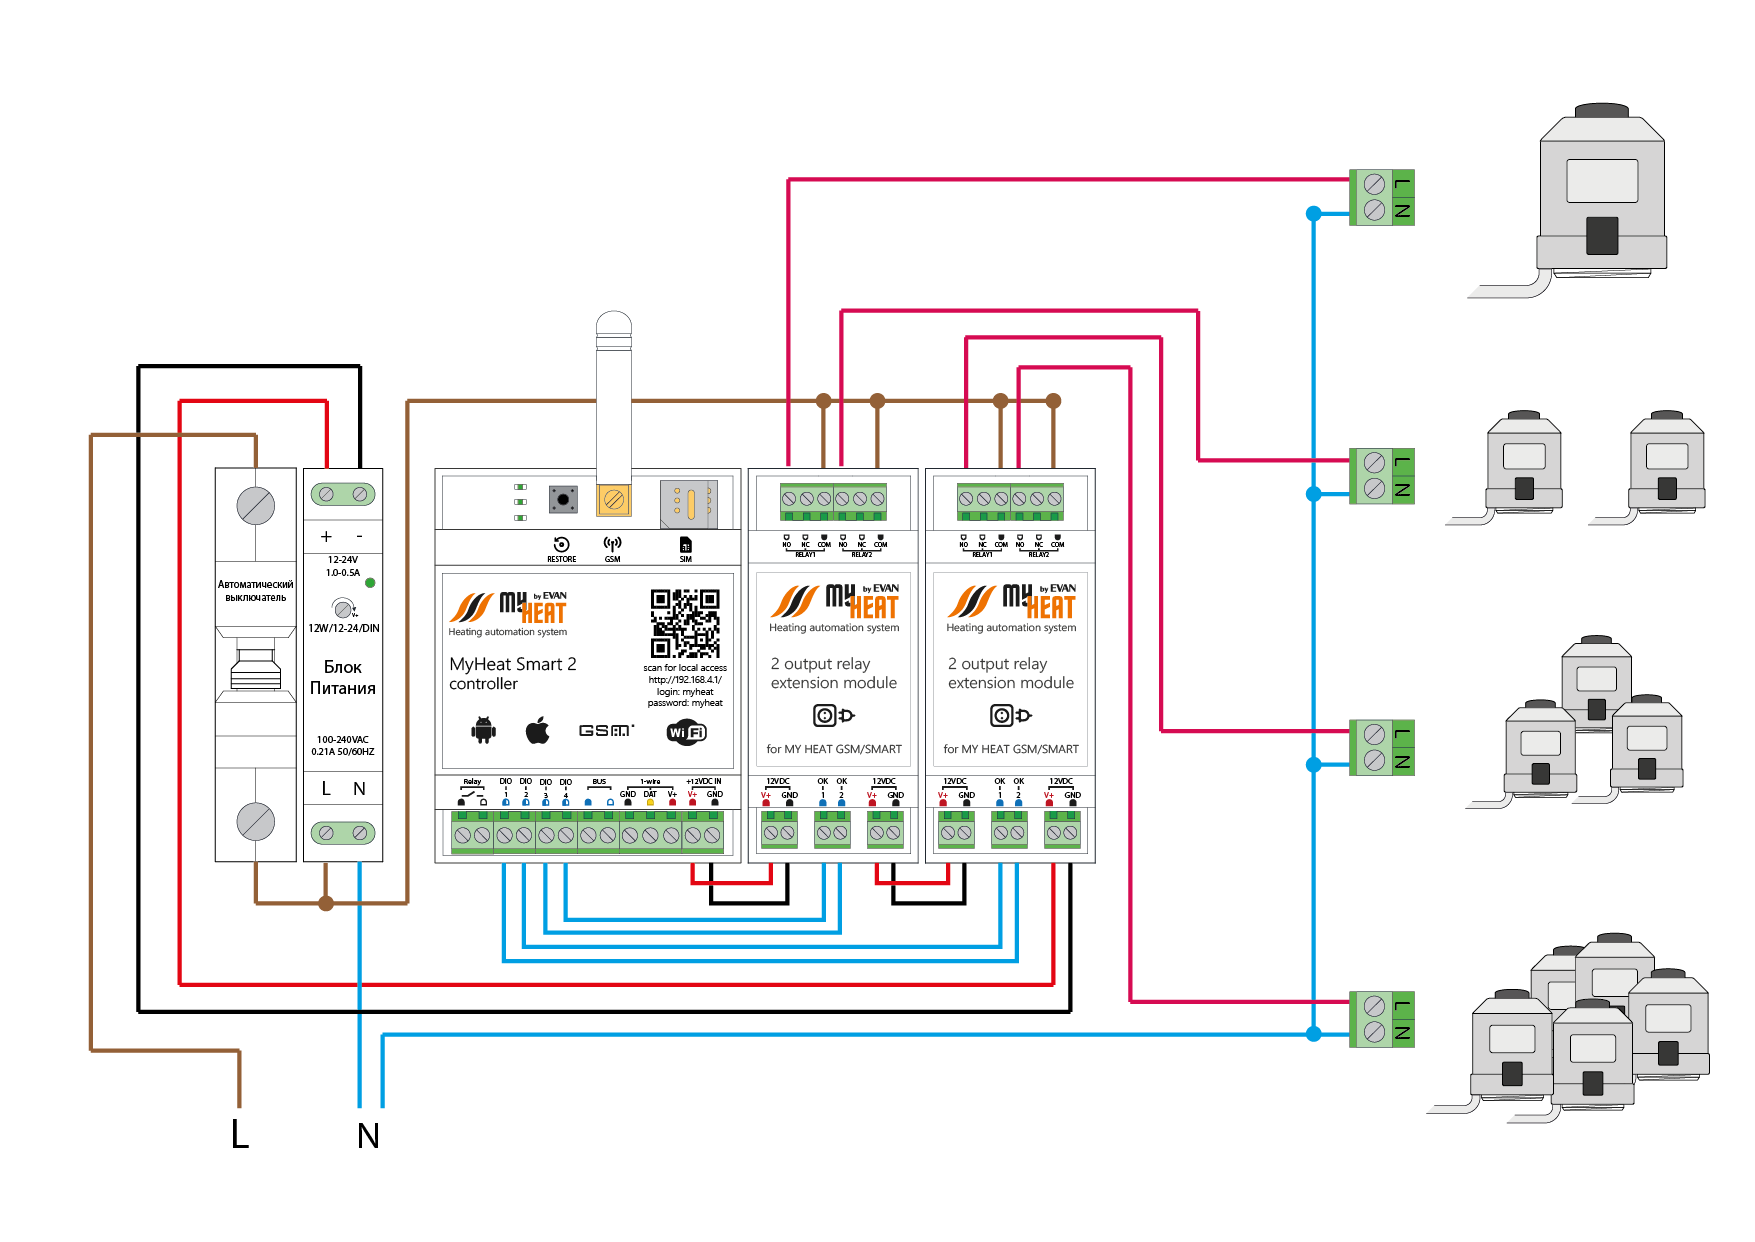 L
N
L
N
L
N
L
N
+ -
12-24V
1.0-0.5A
V+
12W/12-24/DIN
Блок
Питания
100-240VAC
0.21A 50/60HZ
L N
Автоматический
выключатель
RESTORE GSM SIM
MY HEAT by EVAN
Heating automation system
MyHeat Smart 2
controller
scan for local access
http://192.168.4.1/
login: myheat
password: myheat
GSM WiFi
Relay DIO 1 DIO 2 DIO 3 DIO 4 BUS 1-wire +12VDC IN
GND DAT V+ V+ GND
NO NC COM NO NC COM
RELAY1 RELAY2
MY HEAT by EVAN
Heating automation system
2 output relay
extension module
for MY HEAT GSM/SMART
12VDC OK OK 12VDC
V+ GND 1 2 V+ GND
NO NC COM NO NC COM
RELAY1 RELAY2
MY HEAT by EVAN
Heating automation system
2 output relay
extension module
for MY HEAT GSM/SMART
12VDC OK OK 12VDC
V+ GND 1 2 V+ GND
L N